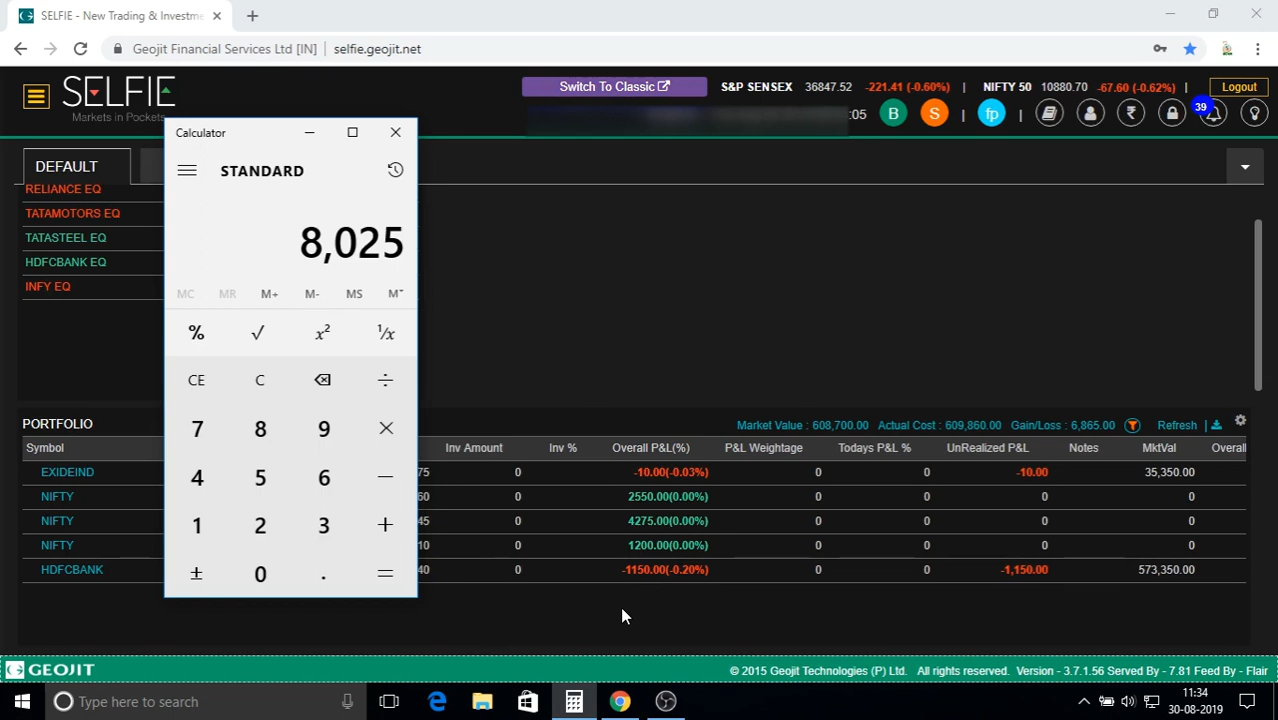 SELFIE - New Trading & Investme
Geojit Financial Services Ltd [IN] selfie.geojit.net
SELFIE
Markets in Pockets
Switch To Classic
S&P SENSEX 36847.52 -221.41 (-0.60%) | NIFTY 50 10880.70 -67.60 (-0.62%) |
Logout
:05 B S | fp ₹ 39
Calculator
STANDARD
8,025
MC MR M+ M- MS M˅
% √ x² ¹/x
CE C ÷
7 8 9 ×
4 5 6 −
1 2 3 +
± 0 . =
DEFAULT
RELIANCE EQ
TATAMOTORS EQ
TATASTEEL EQ
HDFCBANK EQ
INFY EQ
PORTFOLIO Market Value : 608,700.00 Actual Cost : 609,860.00 Gain/Loss : 6,865.00 Refresh |
Symbol Inv Amount Inv % Overall P&L(%) P&L Weightage Todays P&L % UnRealized P&L Notes MktVal Overall
EXIDEIND 75 0 -10.00(-0.03%) 0 0 -10.00 35,350.00
NIFTY 60 0 2550.00(0.00%) 0 0 0 0
NIFTY 45 0 4275.00(0.00%) 0 0 0 0
NIFTY 10 0 1200.00(0.00%) 0 0 0 0
HDFCBANK 40 0 -1150.00(-0.20%) 0 0 -1,150.00 573,350.00
GEOJIT © 2015 Geojit Technologies (P) Ltd. All rights reserved. Version - 3.7.1.56 Served By - 7.81 Feed By - Flair
Type here to search
11:34
30-08-2019